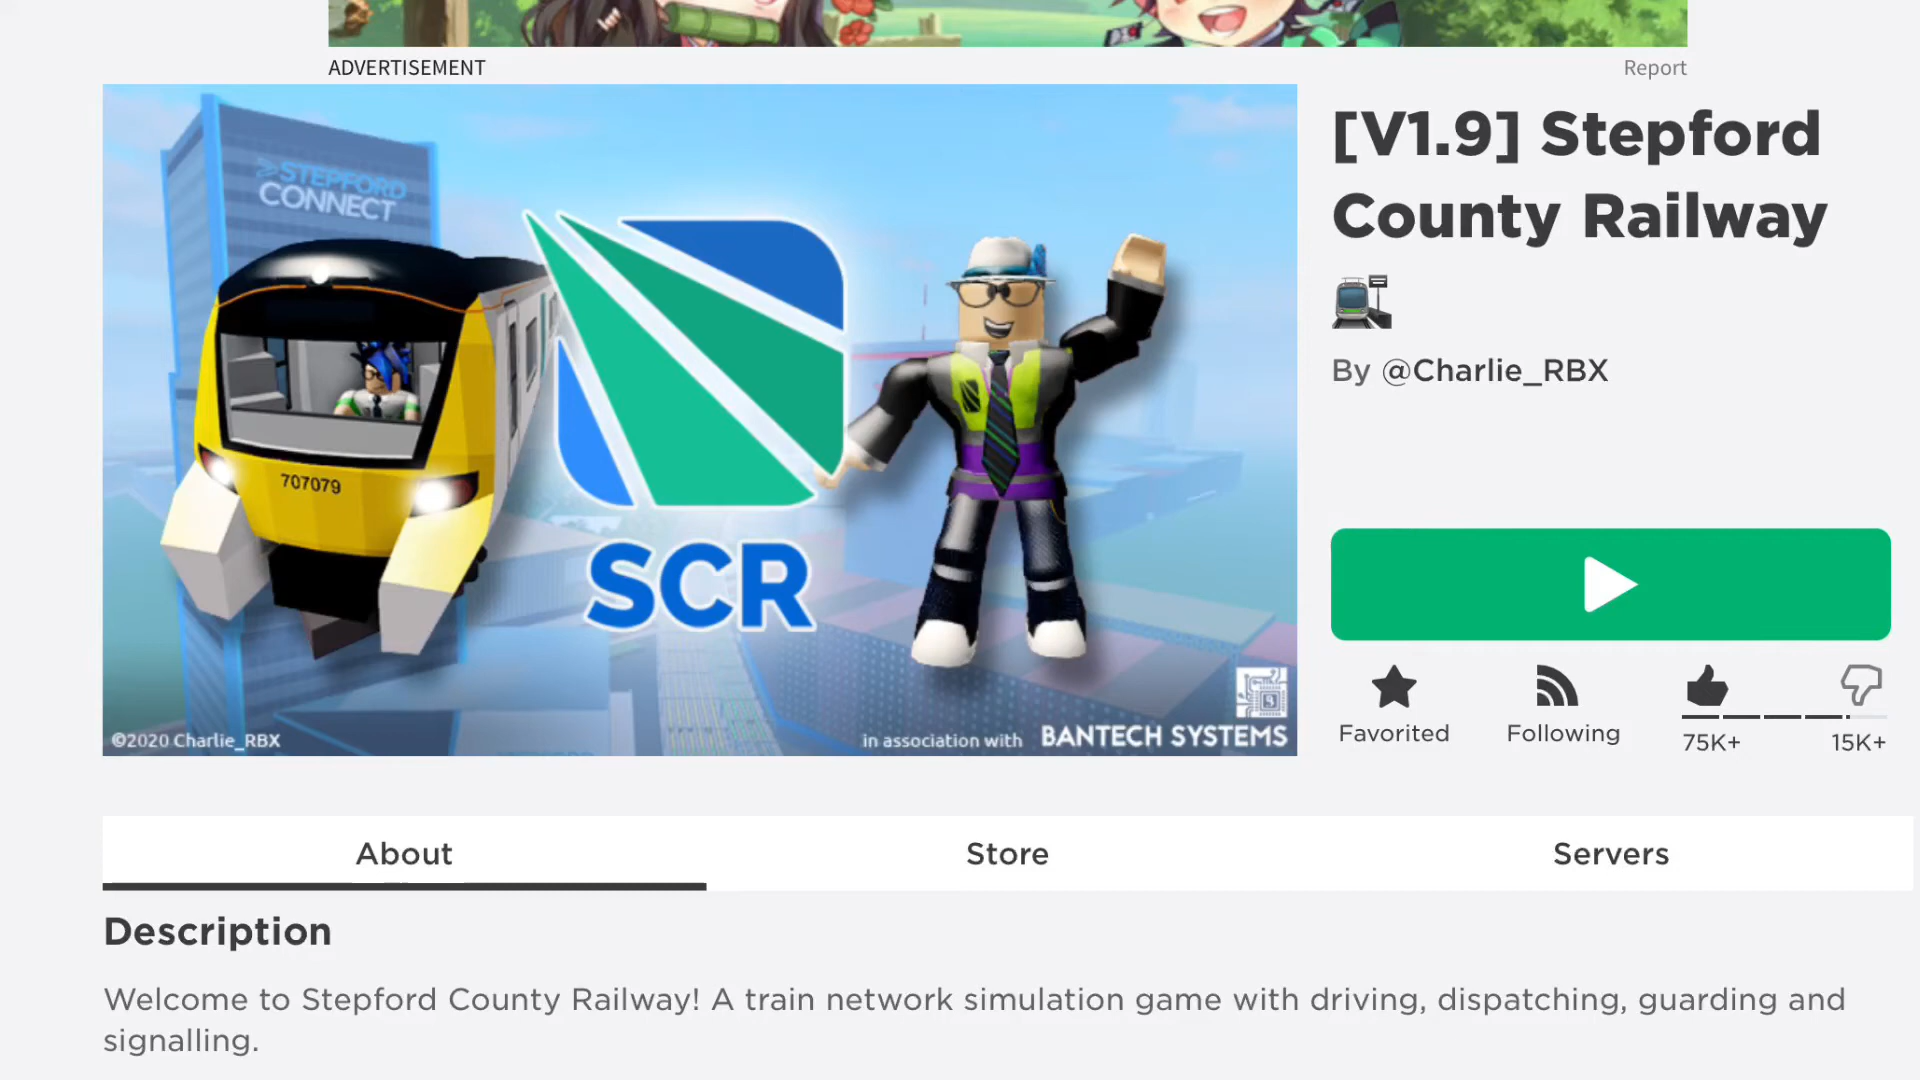 ADVERTISEMENT
Report
STEPFORD
CONNECT
707079
SCR
©2020 Charlie_RBX
in association with BANTECH SYSTEMS
[V1.9] Stepford
County Railway
By @Charlie_RBX
Favorited
Following
75K+
15K+
About
Store
Servers
Description
Welcome to Stepford County Railway! A train network simulation game with driving, dispatching, guarding and
signalling.